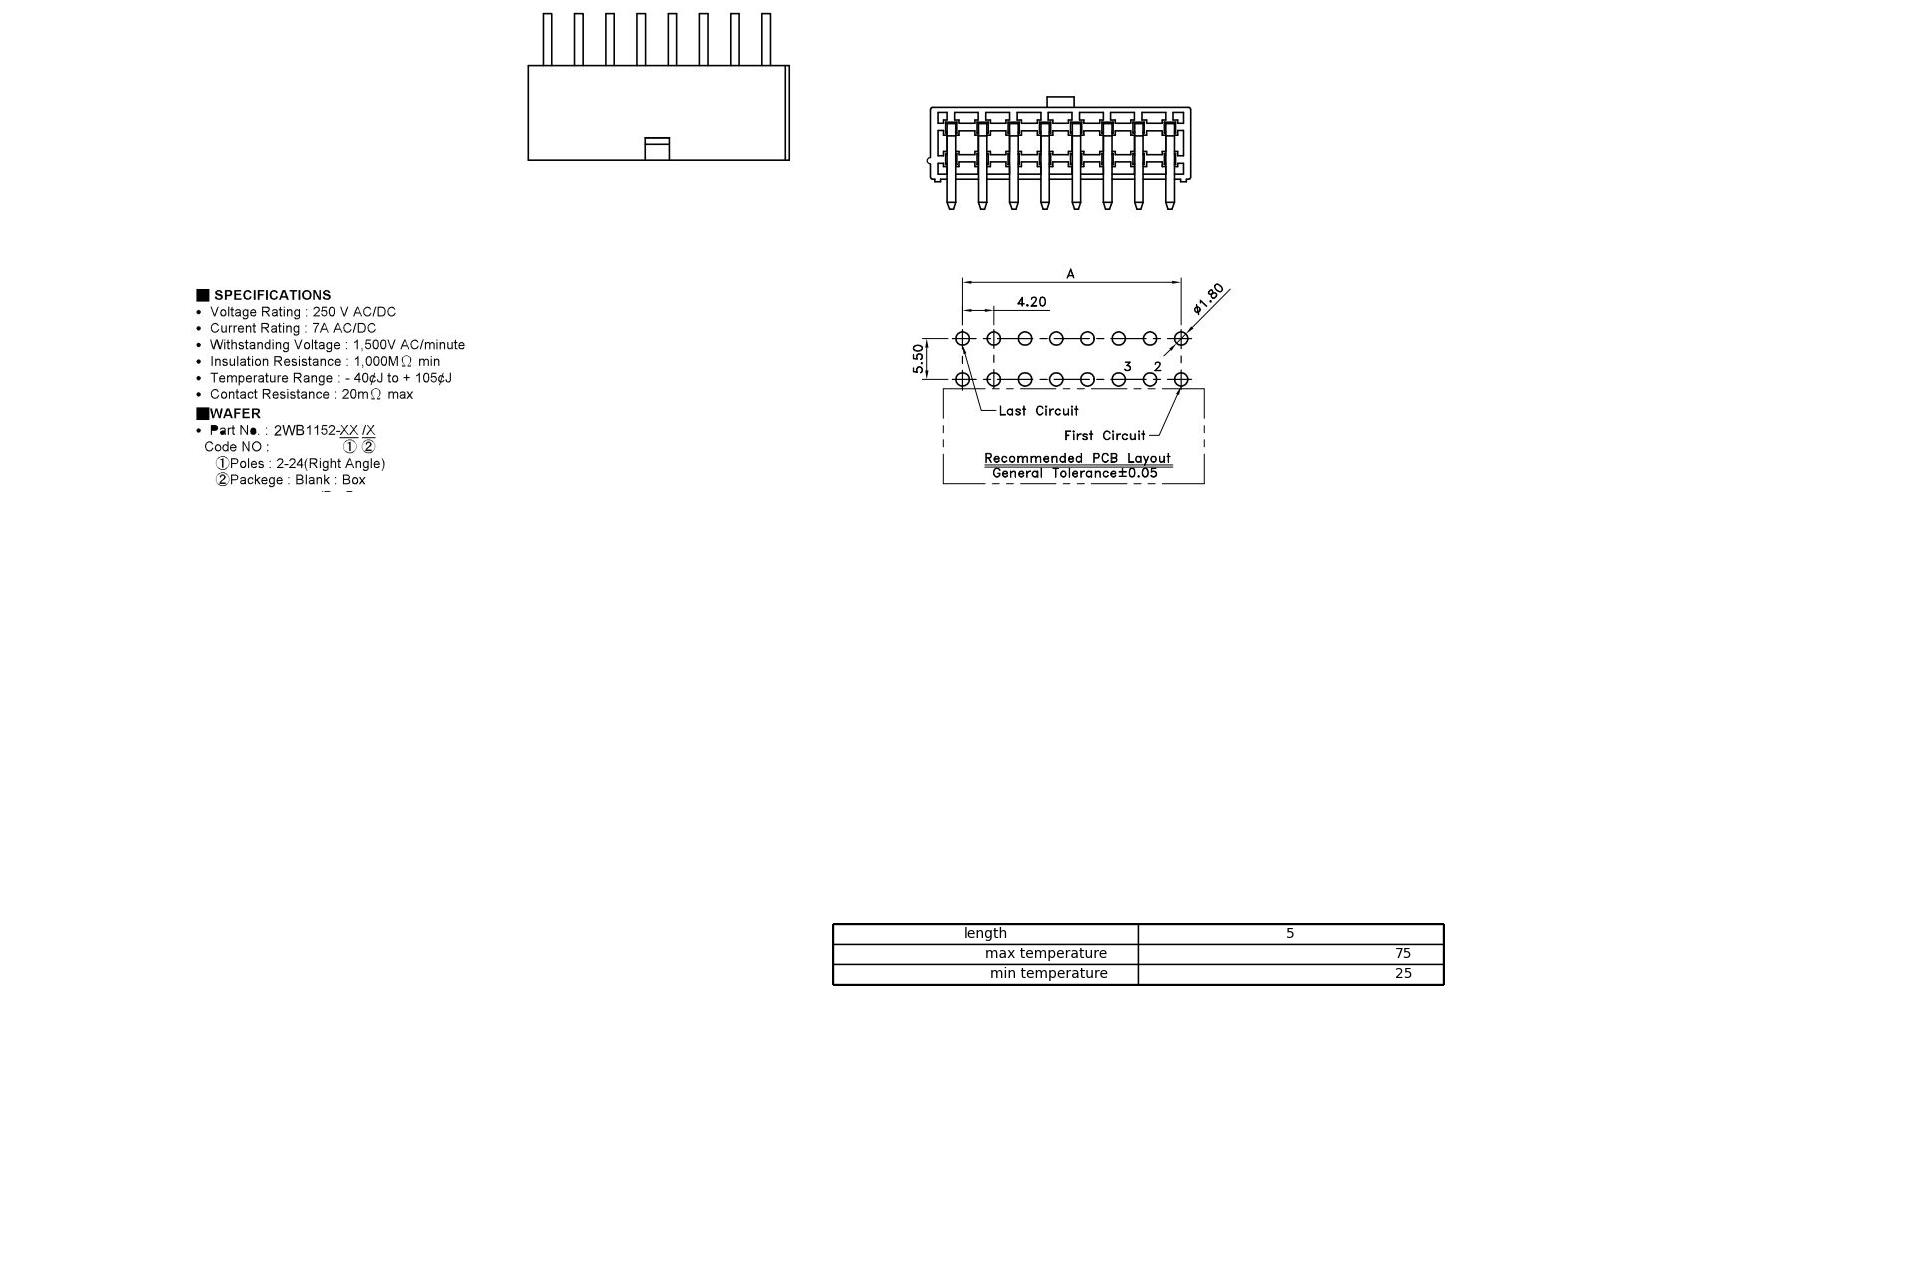 ■ SPECIFICATIONS
• Voltage Rating : 250 V AC/DC
• Current Rating : 7A AC/DC
• Withstanding Voltage : 1,500V AC/minute
• Insulation Resistance : 1,000MΩ min
• Temperature Range : - 40¢J to + 105¢J
• Contact Resistance : 20mΩ max
■WAFER
• Part No. : 2WB1152-XX /X
Code NO : ① ②
①Poles : 2-24(Right Angle)
②Packege : Blank : Box
A
4.20
ø1.80
5.50
3 2
Last Circuit
First Circuit
Recommended PCB Layout
General Tolerance±0.05
length 5
max temperature 75
min temperature 25